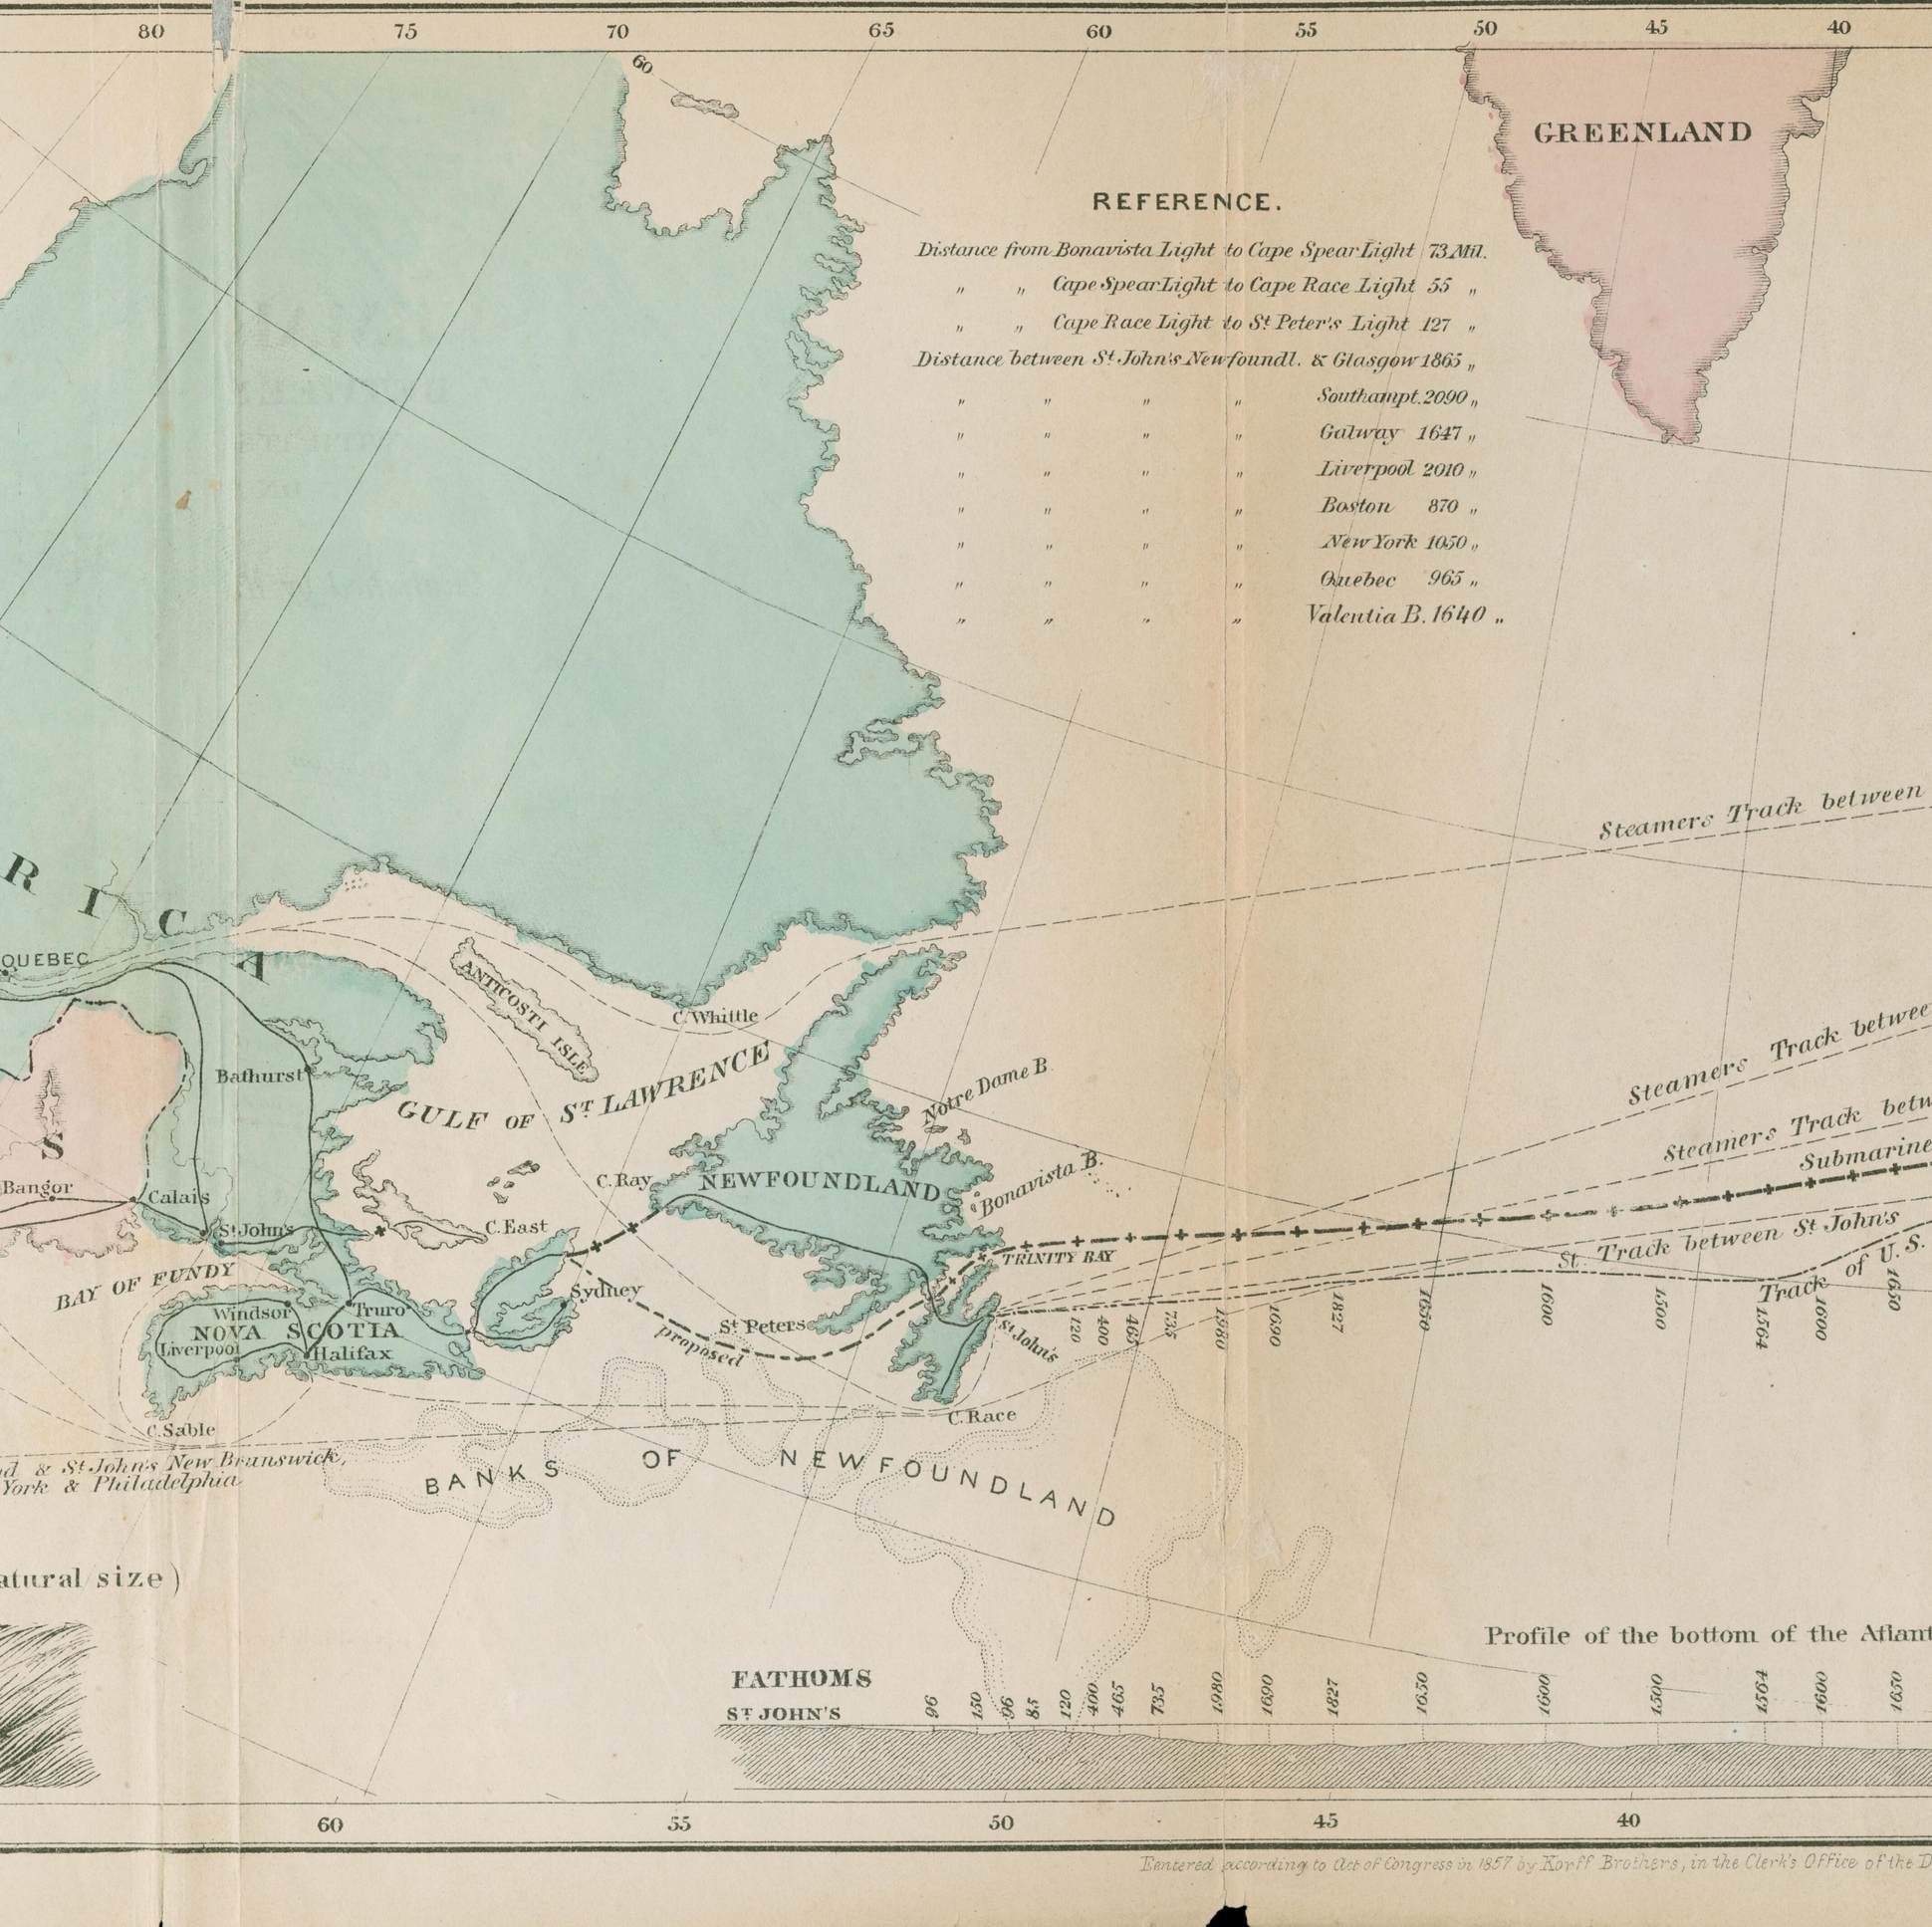 80 75 70 65 60 55 50 45 40
60
GREENLAND
REFERENCE.
Distance from Bonavista Light to Cape Spear Light 73 Mil.
„ „ Cape Spear Light to Cape Race Light 55 „
„ „ Cape Race Light to St Peter's Light 127 „
Distance between St John's Newfoundl. & Glasgow 1865 „
„ „ „ „ Southampt. 2090 „
„ „ „ „ Galway 1647 „
„ „ „ „ Liverpool 2010 „
„ „ „ „ Boston 870 „
„ „ „ „ New York 1050 „
„ „ „ „ Quebec 965 „
„ „ „ „ Valentia B. 1640 „
Steamers Track between
RICA
QUEBEC
ANTICOSTI ISLE
C. Whittle
Steamers Track betwee
Bathurst
GULF OF ST LAWRENCE
Notre Dame B.
Steamers Track betw
S
Submarine
Bangor
Calais
C. Ray
NEWFOUNDLAND
Bonavista B.
St John's
C. East
TRINITY BAY
St. Track between St John's
Track of U.S.
BAY OF FUNDY
Sydney
Windsor
Truro
NOVA SCOTIA
Liverpool
Halifax
St Peters
proposed
St John's
120 400 465 735 1980 1690 1827 1650 1600 1500 1564 1600 1650
C. Sable
C. Race
d & St John's New Brunswick,
York & Philadelphia
BANKS OF NEWFOUNDLAND
atural size)
Profile of the bottom of the Atlant
FATHOMS
ST JOHN'S
96 150 96 85 120 400 465 735 1980 1690 1827 1650 1600 1500 1564 1600 1650
60 55 50 45 40
Eentered according to Act of Congress in 1857 by Korff Brothers, in the Clerk's Office of the D